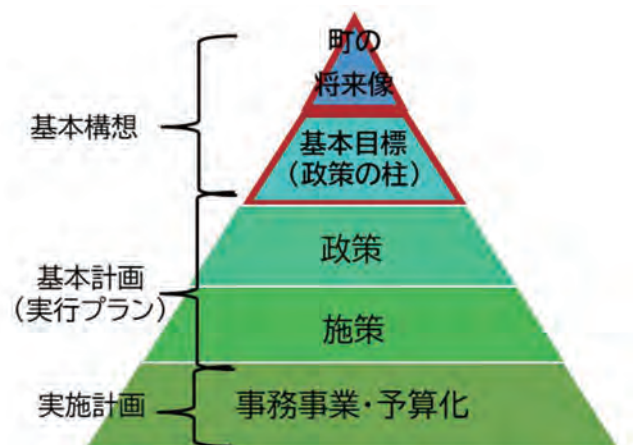 町の
将来像
基本構想
基本目標
（政策の柱）
政策
基本計画
（実行プラン）
施策
実施計画
事務事業・予算化